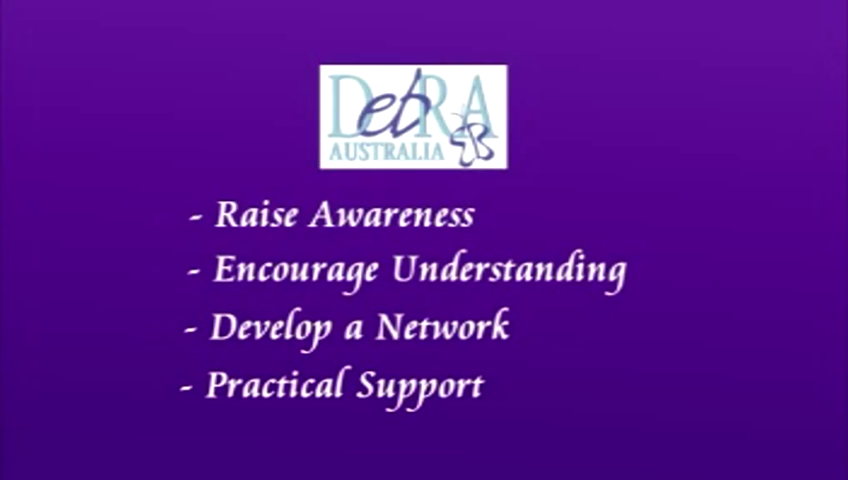 DebRA
AUSTRALIA
- Raise Awareness
- Encourage Understanding
- Develop a Network
- Practical Support